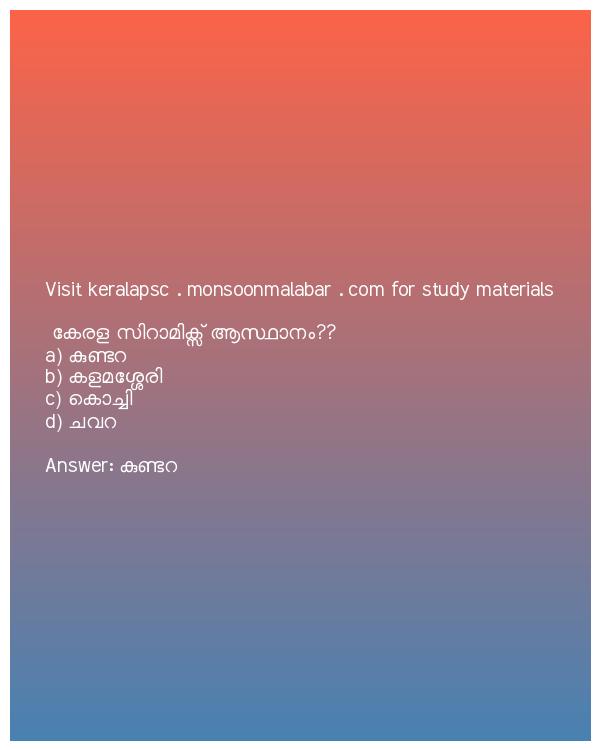 Visit keralapsc . monsoonmalabar . com for study materials
കേരള സിറാമിക്സ് ആസ്ഥാനം??
a) കുണ്ടറ
b) കളമശ്ശേരി
c) കൊച്ചി
d) ചവറ
Answer: കുണ്ടറ